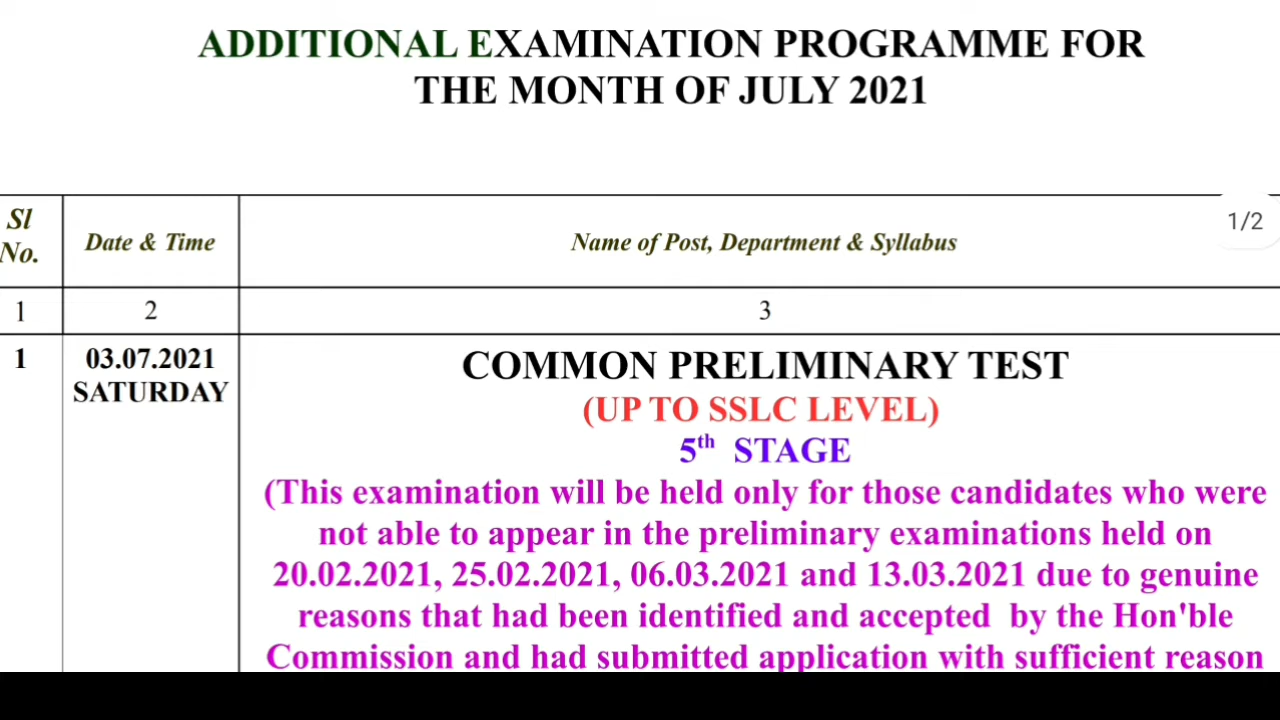 ADDITIONAL EXAMINATION PROGRAMME FOR
THE MONTH OF JULY 2021
1/2
Sl No.
Date & Time
Name of Post, Department & Syllabus
1
2
3
1
03.07.2021
SATURDAY
COMMON PRELIMINARY TEST
(UP TO SSLC LEVEL)
5th STAGE
(This examination will be held only for those candidates who were
not able to appear in the preliminary examinations held on
20.02.2021, 25.02.2021, 06.03.2021 and 13.03.2021 due to genuine
reasons that had been identified and accepted by the Hon'ble
Commission and had submitted application with sufficient reason